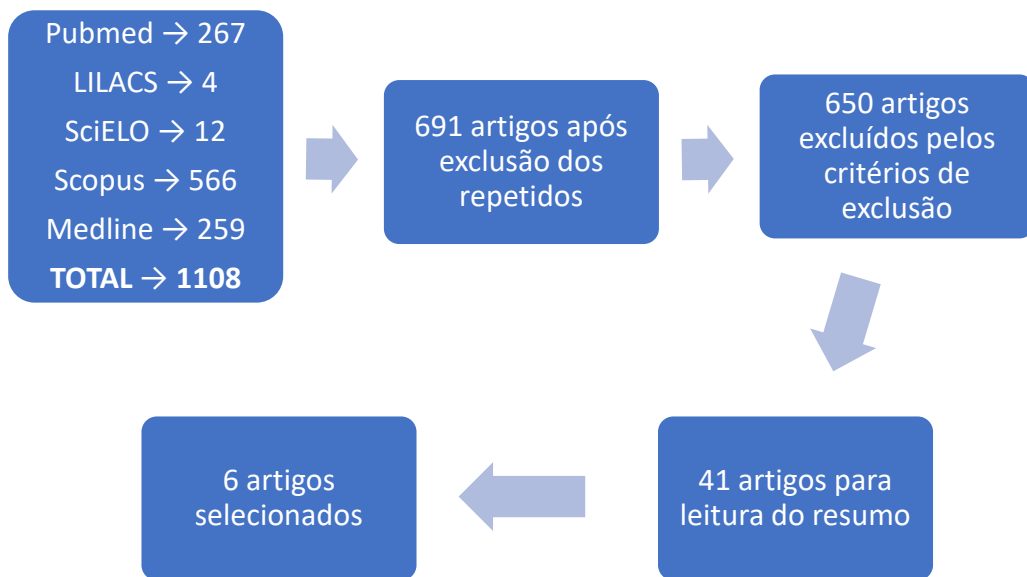 Pubmed → 267
LILACS → 4
SciELO → 12
Scopus → 566
Medline → 259
TOTAL → 1108
691 artigos após
exclusão dos
repetidos
650 artigos
excluídos pelos
critérios de
exclusão
41 artigos para
leitura do resumo
6 artigos
selecionados